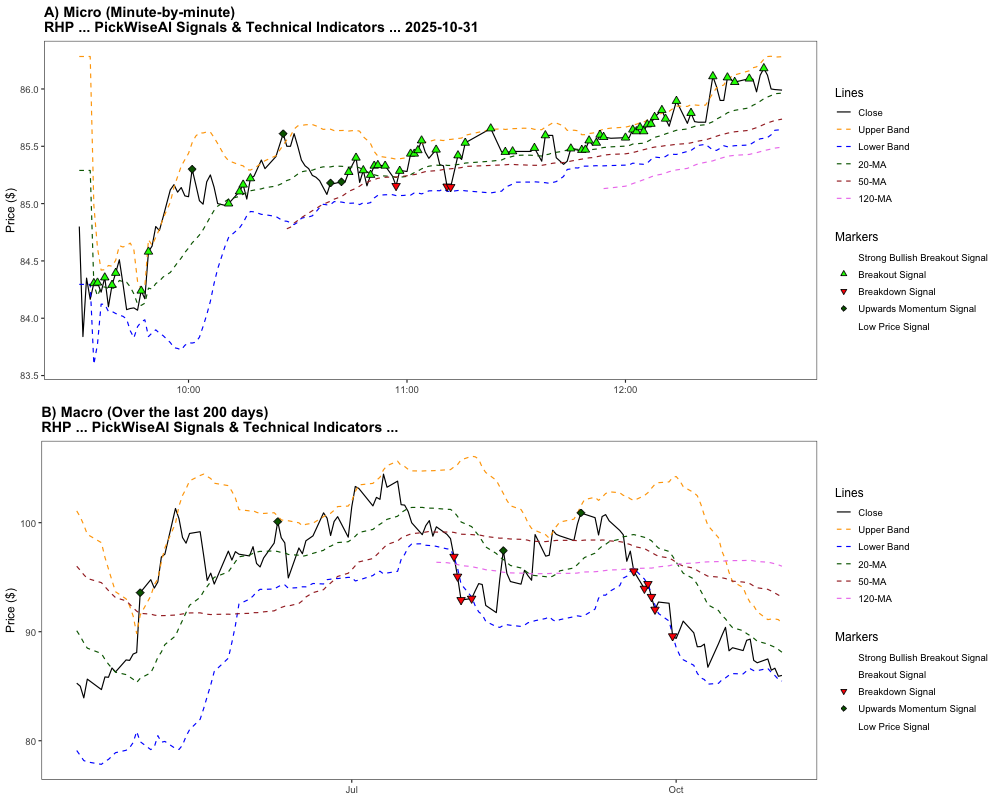 A) Micro (Minute-by-minute)
RHP ... PickWiseAI Signals & Technical Indicators ... 2025-10-31
Price ($)
86.0
85.5
85.0
84.5
84.0
83.5
10:00
11:00
12:00
Lines
Close
Upper Band
Lower Band
20-MA
50-MA
120-MA
Markers
Strong Bullish Breakout Signal
Breakout Signal
Breakdown Signal
Upwards Momentum Signal
Low Price Signal
B) Macro (Over the last 200 days)
RHP ... PickWiseAI Signals & Technical Indicators ...
Price ($)
100
90
80
Jul
Oct
Lines
Close
Upper Band
Lower Band
20-MA
50-MA
120-MA
Markers
Strong Bullish Breakout Signal
Breakout Signal
Breakdown Signal
Upwards Momentum Signal
Low Price Signal